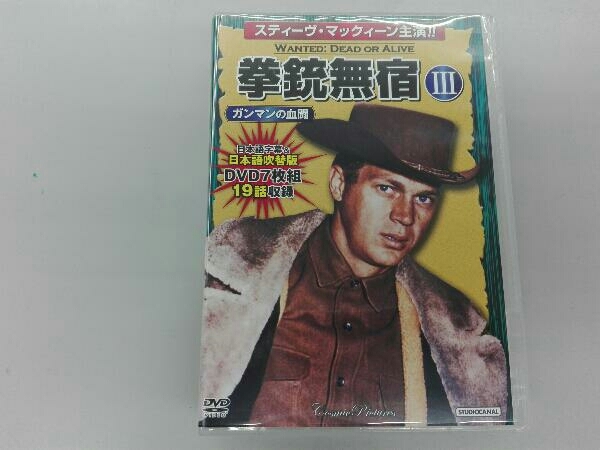 スティーヴ・マックィーン主演!!
WANTED: DEAD OR ALIVE
拳銃無宿 III
ガンマンの血闘
日本語字幕&
日本語吹替版
DVD7枚組
19話収録
DVD
VIDEO
Cosmic Pictures
STUDIOCANAL